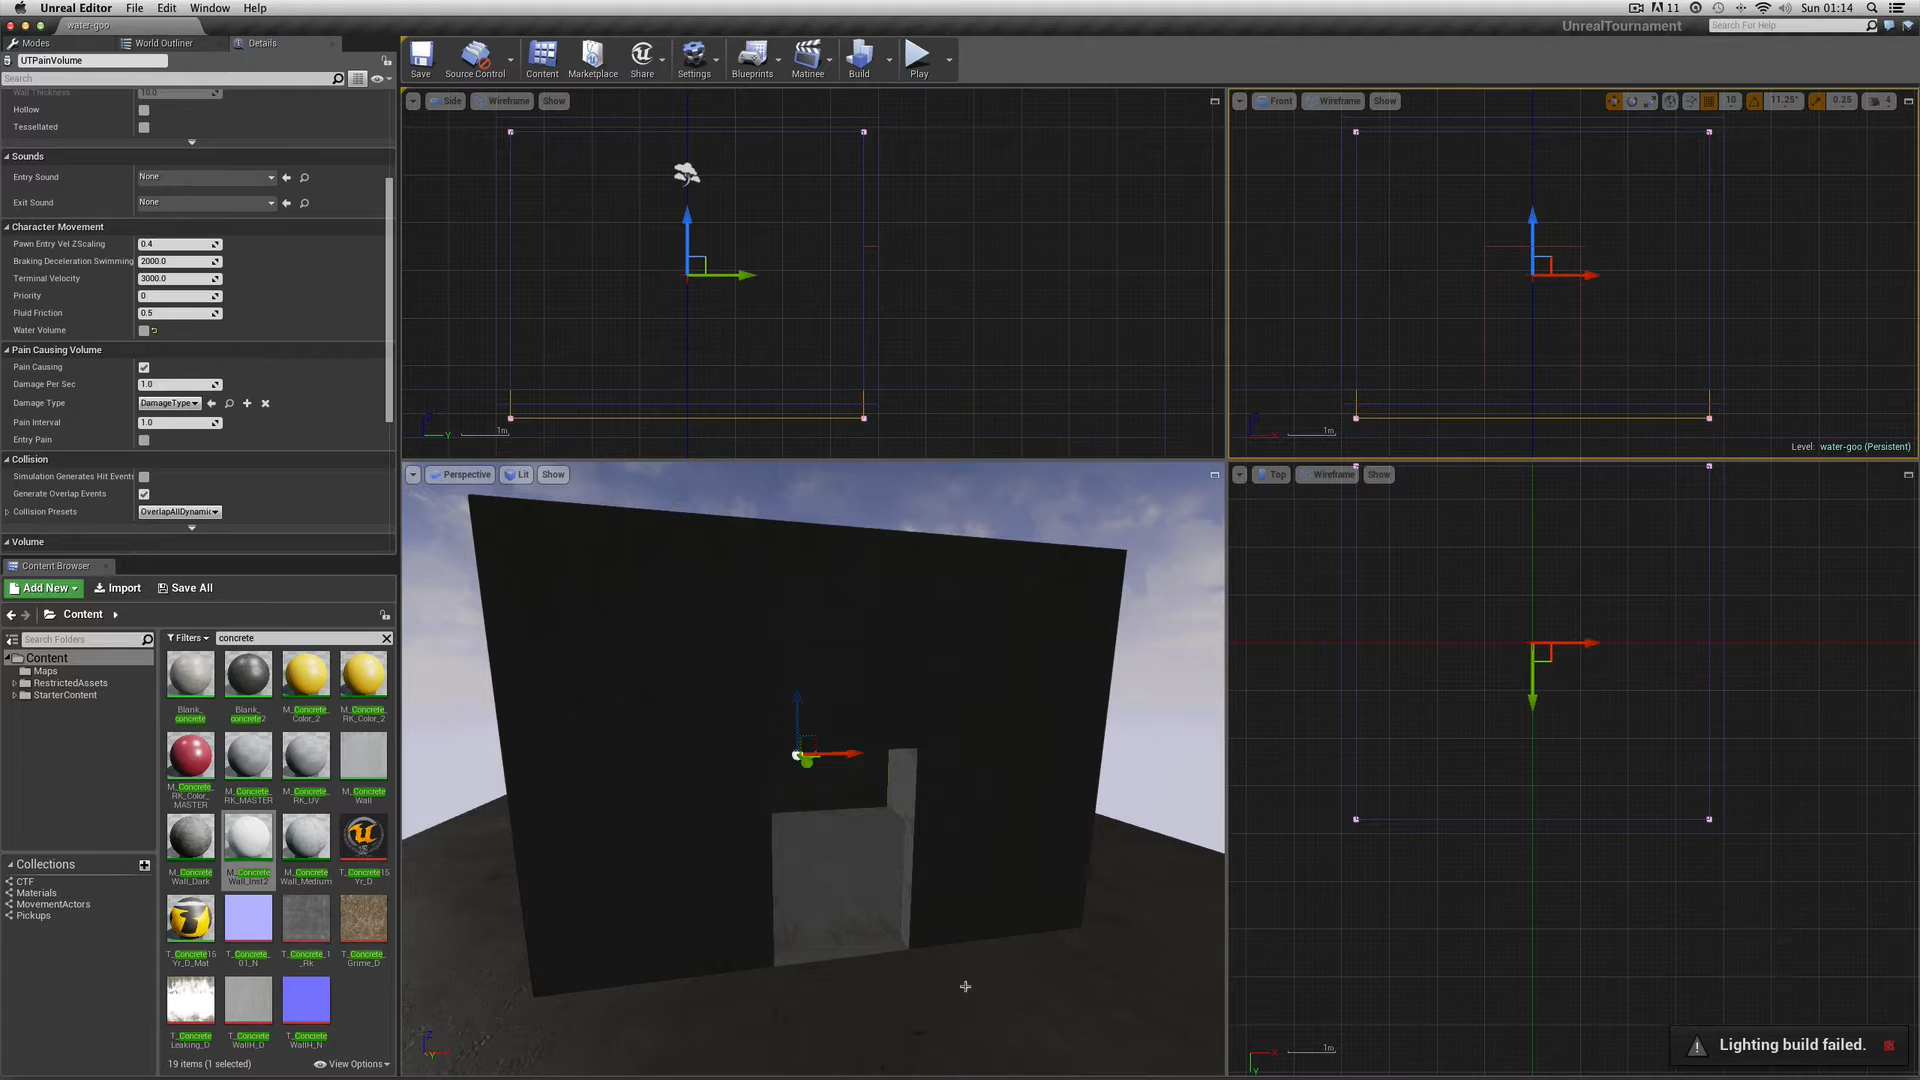 Unreal Editor File Edit Window Help
11 Sun 01:14
water-goo
UnrealTournament
Search For Help
Modes
World Outliner
Details
UTPainVolume
Search
Wall Thickness 10.0
Hollow
Tessellated
Sounds
Entry Sound None
Exit Sound None
Character Movement
Pawn Entry Vel ZScaling 0.4
Braking Deceleration Swimming 2000.0
Terminal Velocity 3000.0
Priority 0
Fluid Friction 0.5
Water Volume
Pain Causing Volume
Pain Causing
Damage Per Sec 1.0
Damage Type DamageType
Pain Interval 1.0
Entry Pain
Collision
Simulation Generates Hit Events
Generate Overlap Events
Collision Presets OverlapAllDynamic
Volume
Save
Source Control
Content
Marketplace
Share
Settings
Blueprints
Matinee
Build
Play
Side Wireframe Show
Y 1m
Front Wireframe Show
10 11.25° 0.25 4
X 1m
Level: water-goo (Persistent)
Perspective Lit Show
Top Wireframe Show
X 1m
Y
Lighting build failed.
Content Browser
Add New Import Save All
Content
Search Folders
Filters concrete
Content
Maps
RestrictedAssets
StarterContent
Collections
CTF
Materials
MovementActors
Pickups
Blank_
concrete
Blank_
concrete2
M_Concrete_
Color_2
M_Concrete_
RK_Color_2
M_Concrete_
RK_Color_
MASTER
M_Concrete_
RK_MASTER
M_Concrete_
RK_UV
M_Concrete
Wall
M_Concrete
Wall_Dark
M_Concrete
Wall_Inst2
M_Concrete
Wall_Medium
T_Concrete15
Yr_D
T_Concrete15
Yr_D_Mat
T_Concrete_
01_N
T_Concrete_1
_Rk
T_Concrete_
Grime_D
T_Concrete
Leaking_D
T_Concrete
WallH_D
T_Concrete
WallH_N
19 items (1 selected)
View Options